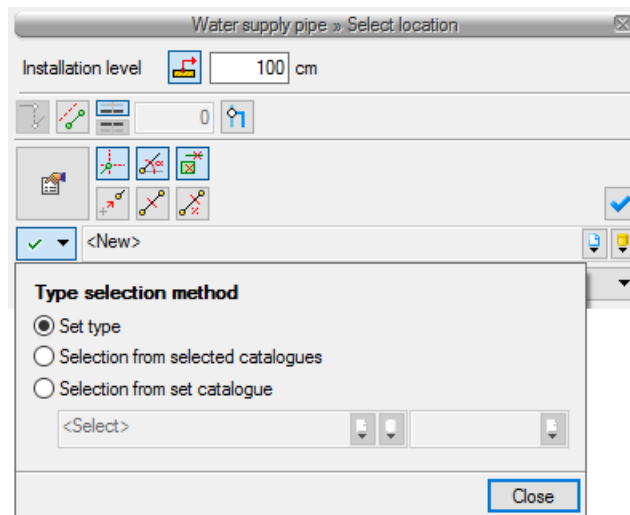 Water supply pipe » Select location
Installation level 100 cm
0
<New>
Type selection method
Set type
Selection from selected catalogues
Selection from set catalogue
<Select>
Close